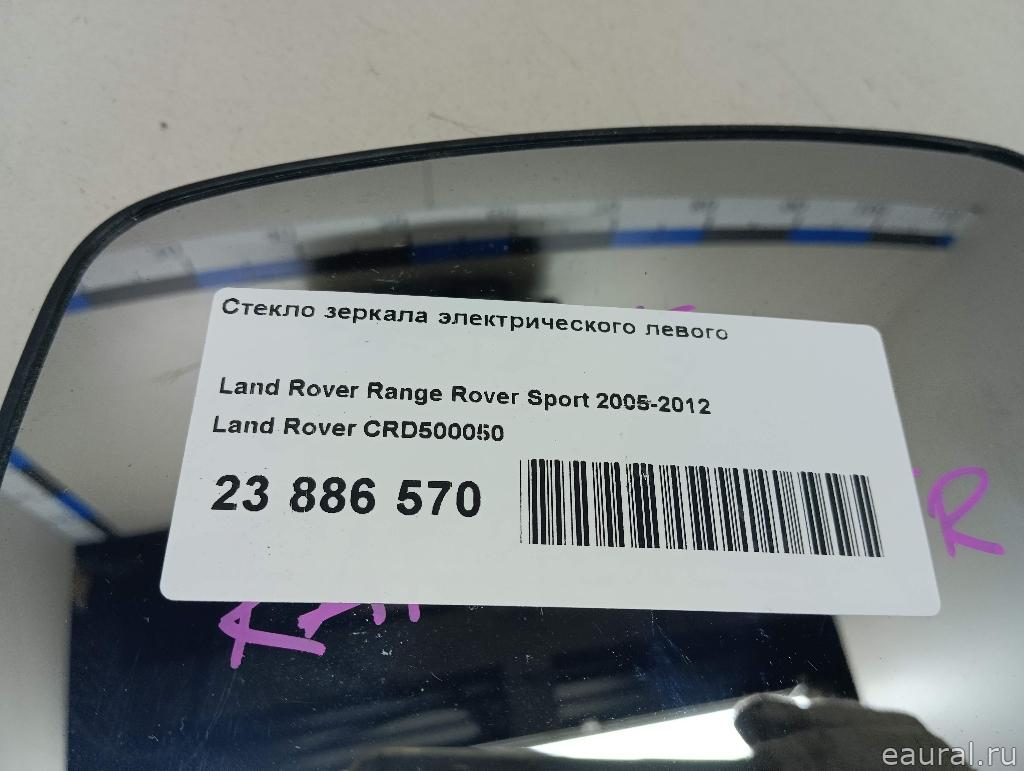 Стекло зеркала электрического левого
Land Rover Range Rover Sport 2005-2012
Land Rover CRD500050
23 886 570
eaural.ru